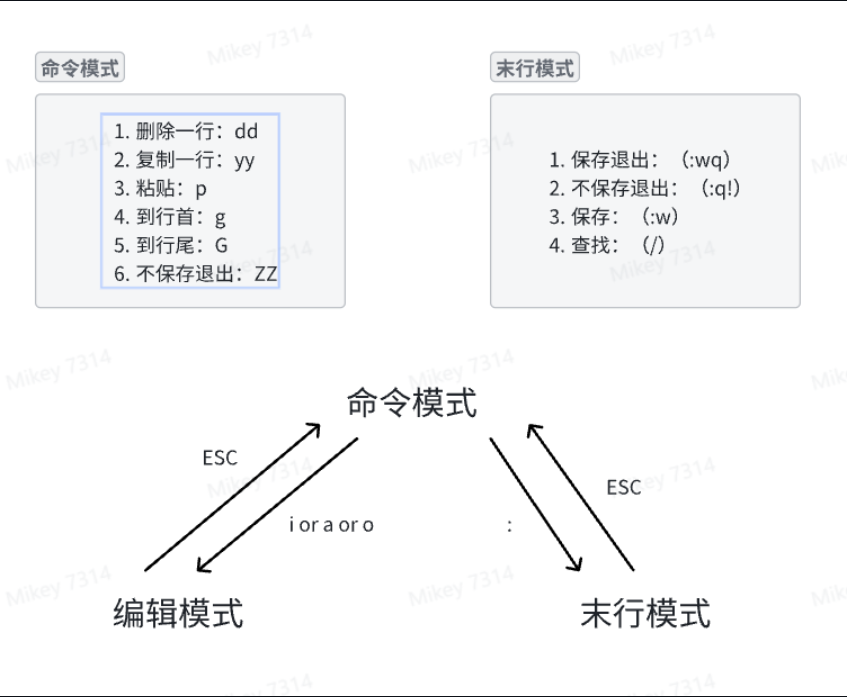 命令模式
1. 删除一行：dd
2. 复制一行：yy
3. 粘贴：p
4. 到行首：g
5. 到行尾：G
6. 不保存退出：ZZ
末行模式
1. 保存退出：（:wq）
2. 不保存退出：（:q!）
3. 保存：（:w）
4. 查找：（/）
命令模式
ESC
i or a or o
:
ESC
编辑模式
末行模式
Mikey 7314